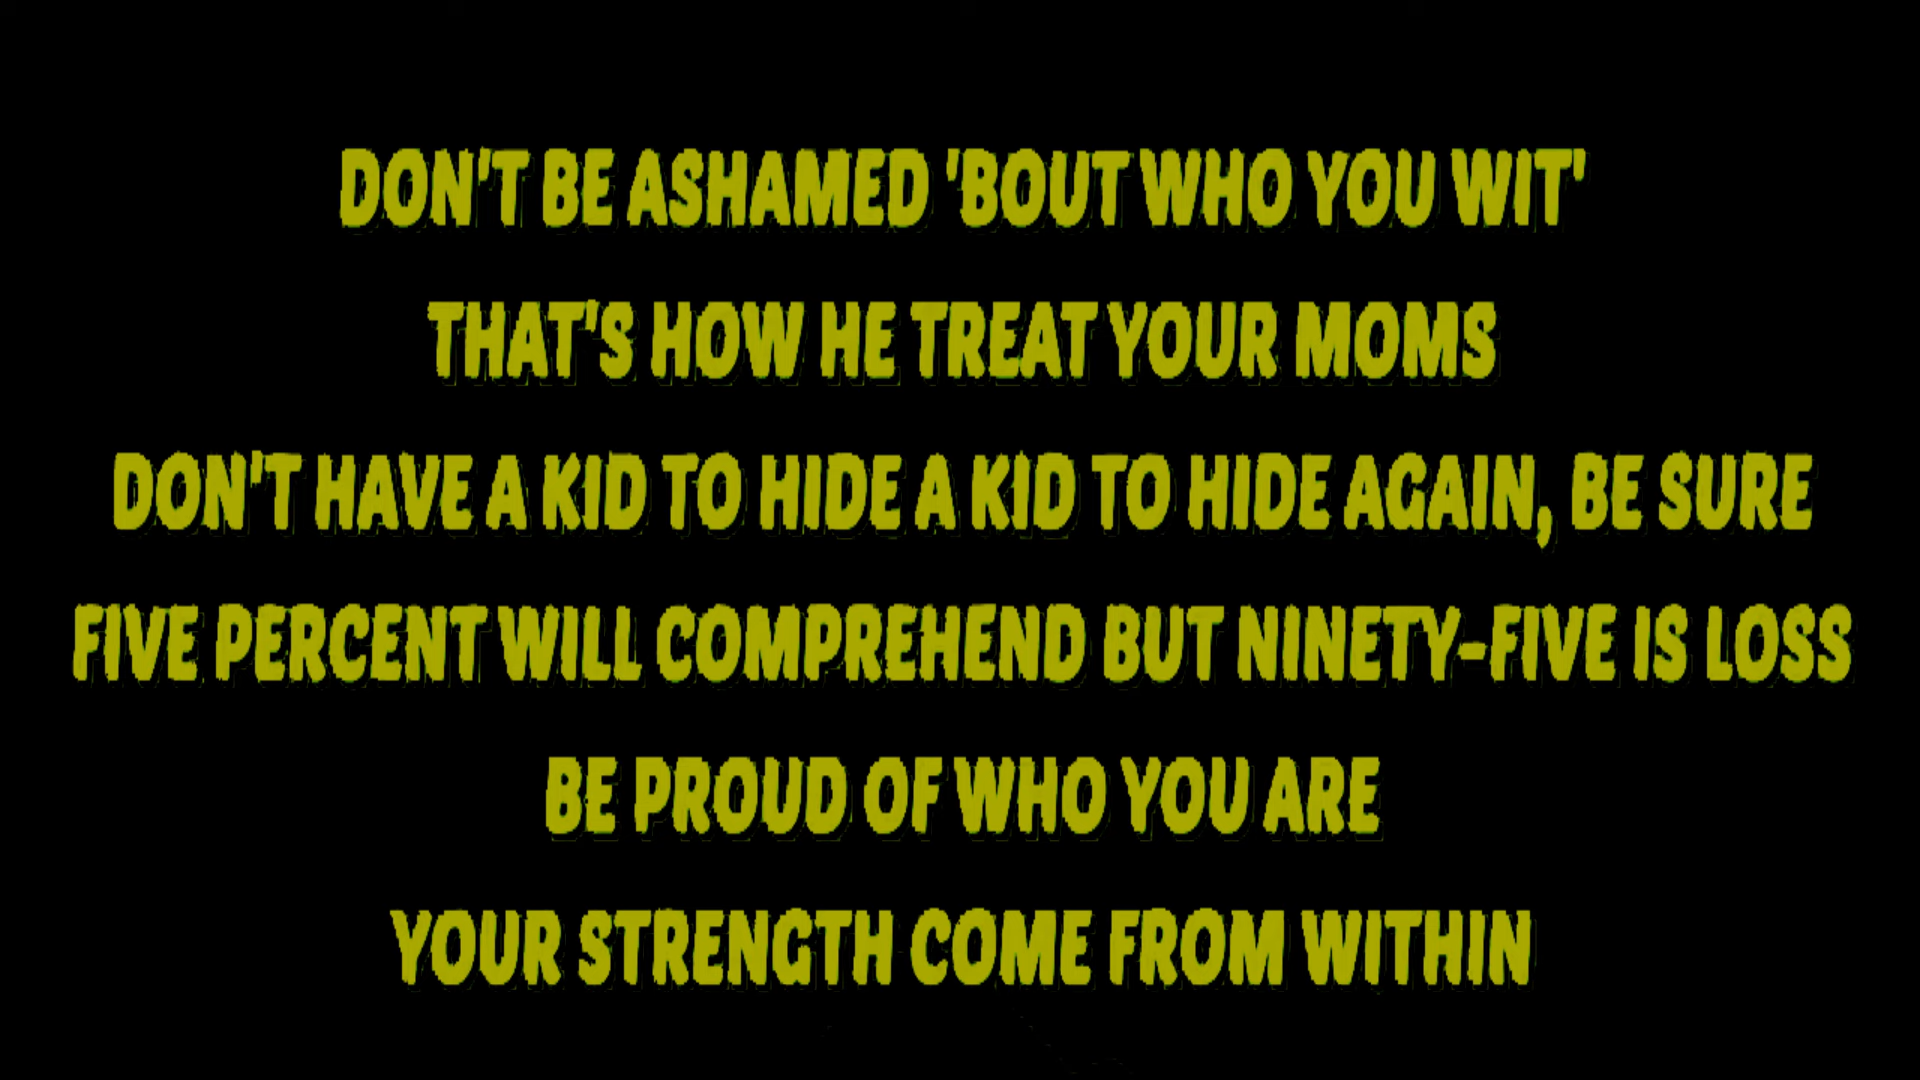 DON'T BE ASHAMED 'BOUT WHO YOU WIT'
THAT'S HOW HE TREAT YOUR MOMS
DON'T HAVE A KID TO HIDE A KID TO HIDE AGAIN, BE SURE
FIVE PERCENT WILL COMPREHEND BUT NINETY-FIVE IS LOSS
BE PROUD OF WHO YOU ARE
YOUR STRENGTH COME FROM WITHIN